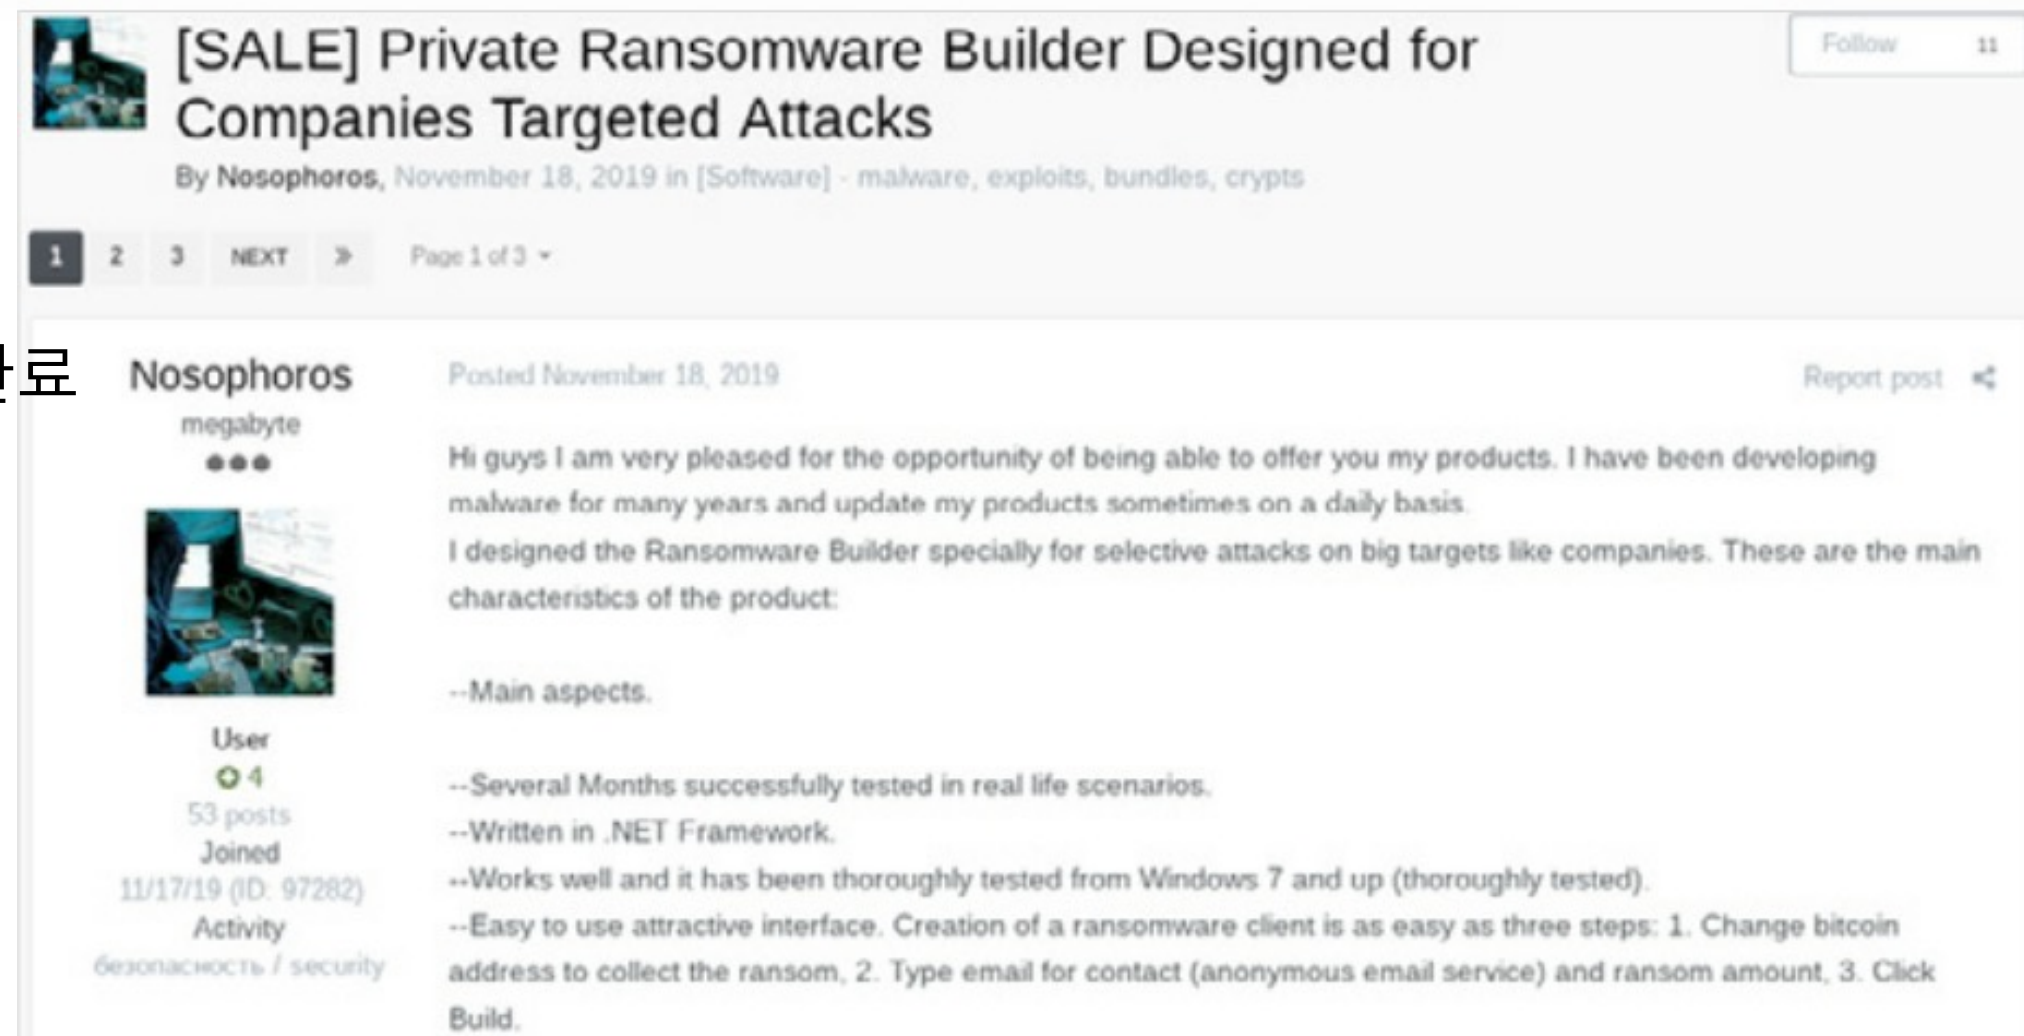 [SALE] Private Ransomware Builder Designed for
Companies Targeted Attacks
Follow 11
By Nosophoros, November 18, 2019 in [Software] - malware, exploits, bundles, crypts
1 2 3 NEXT » Page 1 of 3
료
Nosophoros
megabyte
User
4
53 posts
Joined
11/17/19 (ID: 97282)
Activity
безопасность / security
Posted November 18, 2019
Report post
Hi guys I am very pleased for the opportunity of being able to offer you my products. I have been developing
malware for many years and update my products sometimes on a daily basis.
I designed the Ransomware Builder specially for selective attacks on big targets like companies. These are the main
characteristics of the product:
--Main aspects.
--Several Months successfully tested in real life scenarios.
--Written in .NET Framework.
--Works well and it has been thoroughly tested from Windows 7 and up (thoroughly tested).
--Easy to use attractive interface. Creation of a ransomware client is as easy as three steps: 1. Change bitcoin
address to collect the ransom, 2. Type email for contact (anonymous email service) and ransom amount, 3. Click
Build.